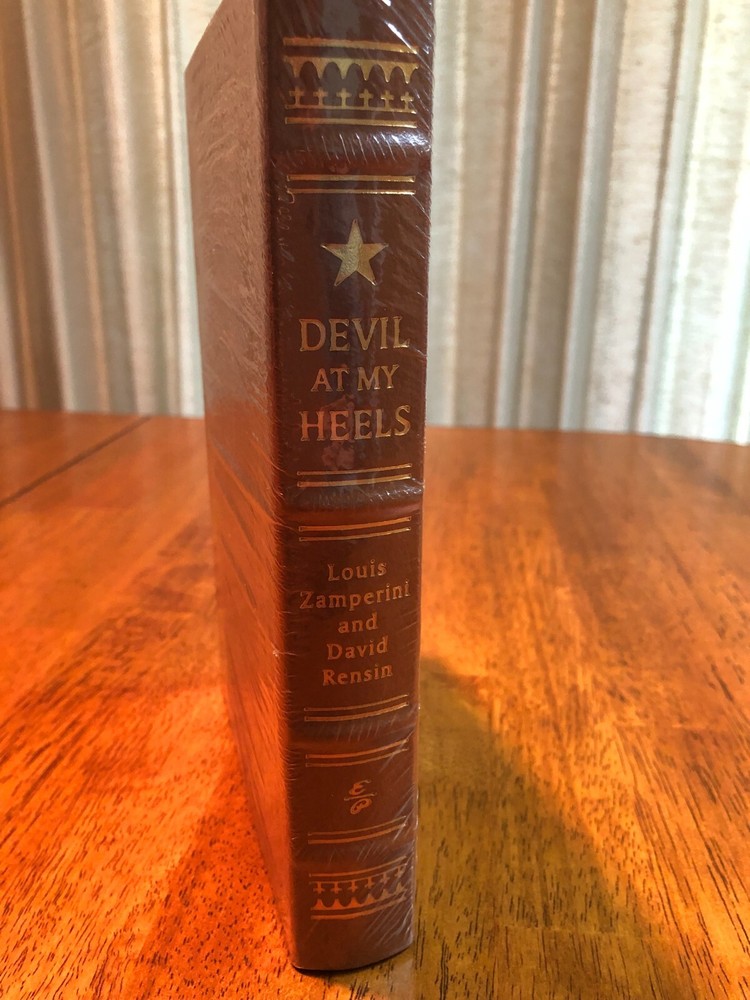 DEVIL
AT MY
HEELS
Louis
Zamperini
and
David
Rensin
E
P